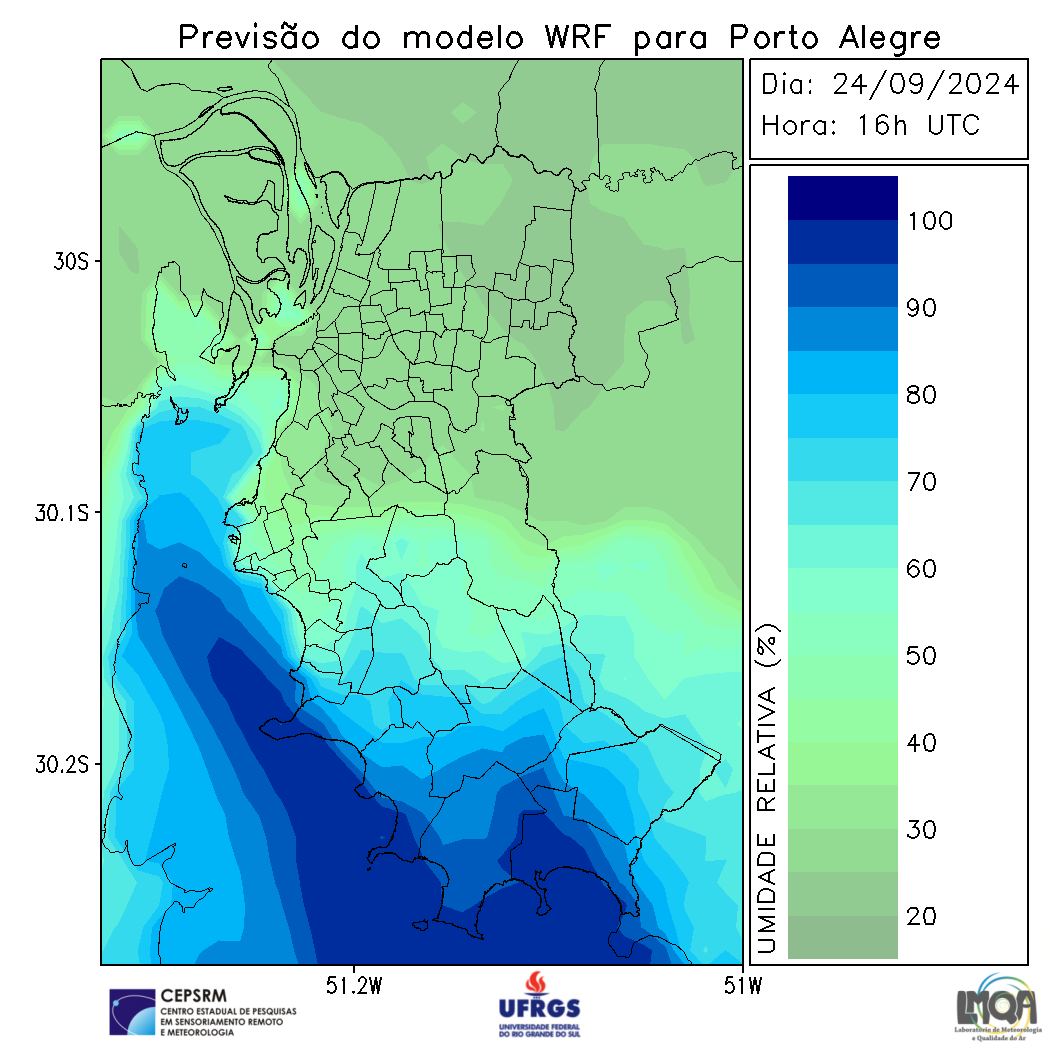 Previsão do modelo WRF para Porto Alegre
Dia: 24/09/2024
Hora: 16h UTC
30S
30.1S
30.2S
51.2W
51W
100
90
80
70
60
50
40
30
20
UMIDADE RELATIVA (%)
CEPSRM
CENTRO ESTADUAL DE PESQUISAS
EM SENSORIAMENTO REMOTO
E METEOROLOGIA
UFRGS
UNIVERSIDADE FEDERAL
DO RIO GRANDE DO SUL
LMQA
Laboratório de Meteorologia
e Qualidade do Ar